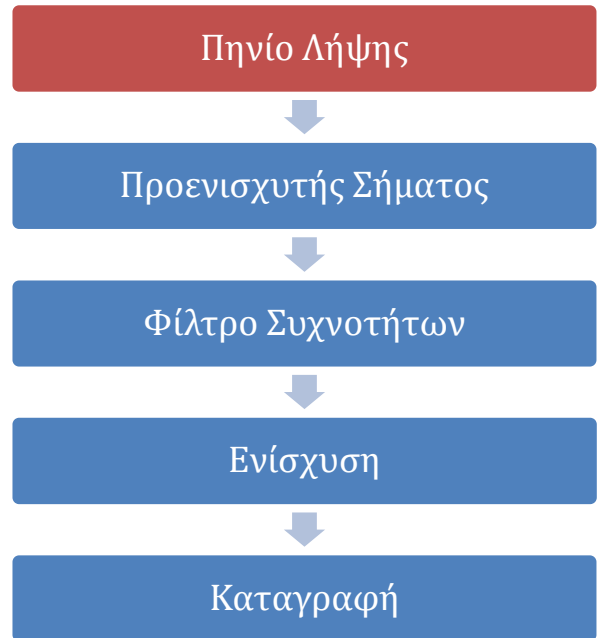 Πηνίο Λήψης
Προενισχυτής Σήματος
Φίλτρο Συχνοτήτων
Ενίσχυση
Καταγραφή